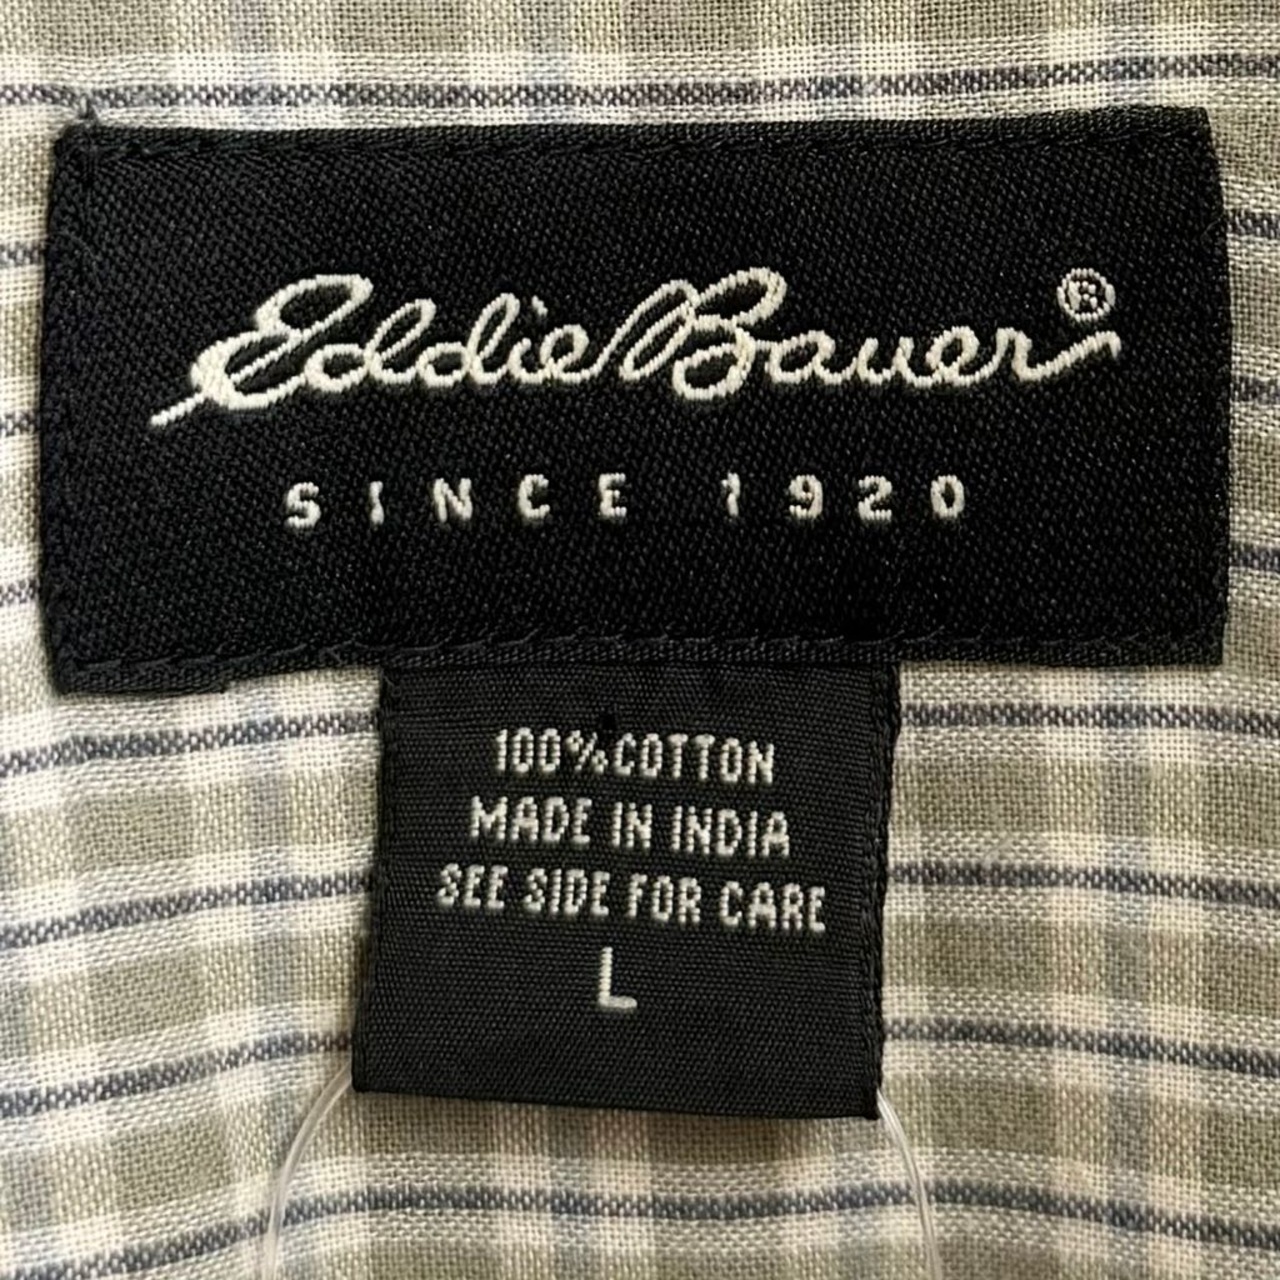 Eddie Bauer®
SINCE 1920
100% COTTON
MADE IN INDIA
SEE SIDE FOR CARE
L